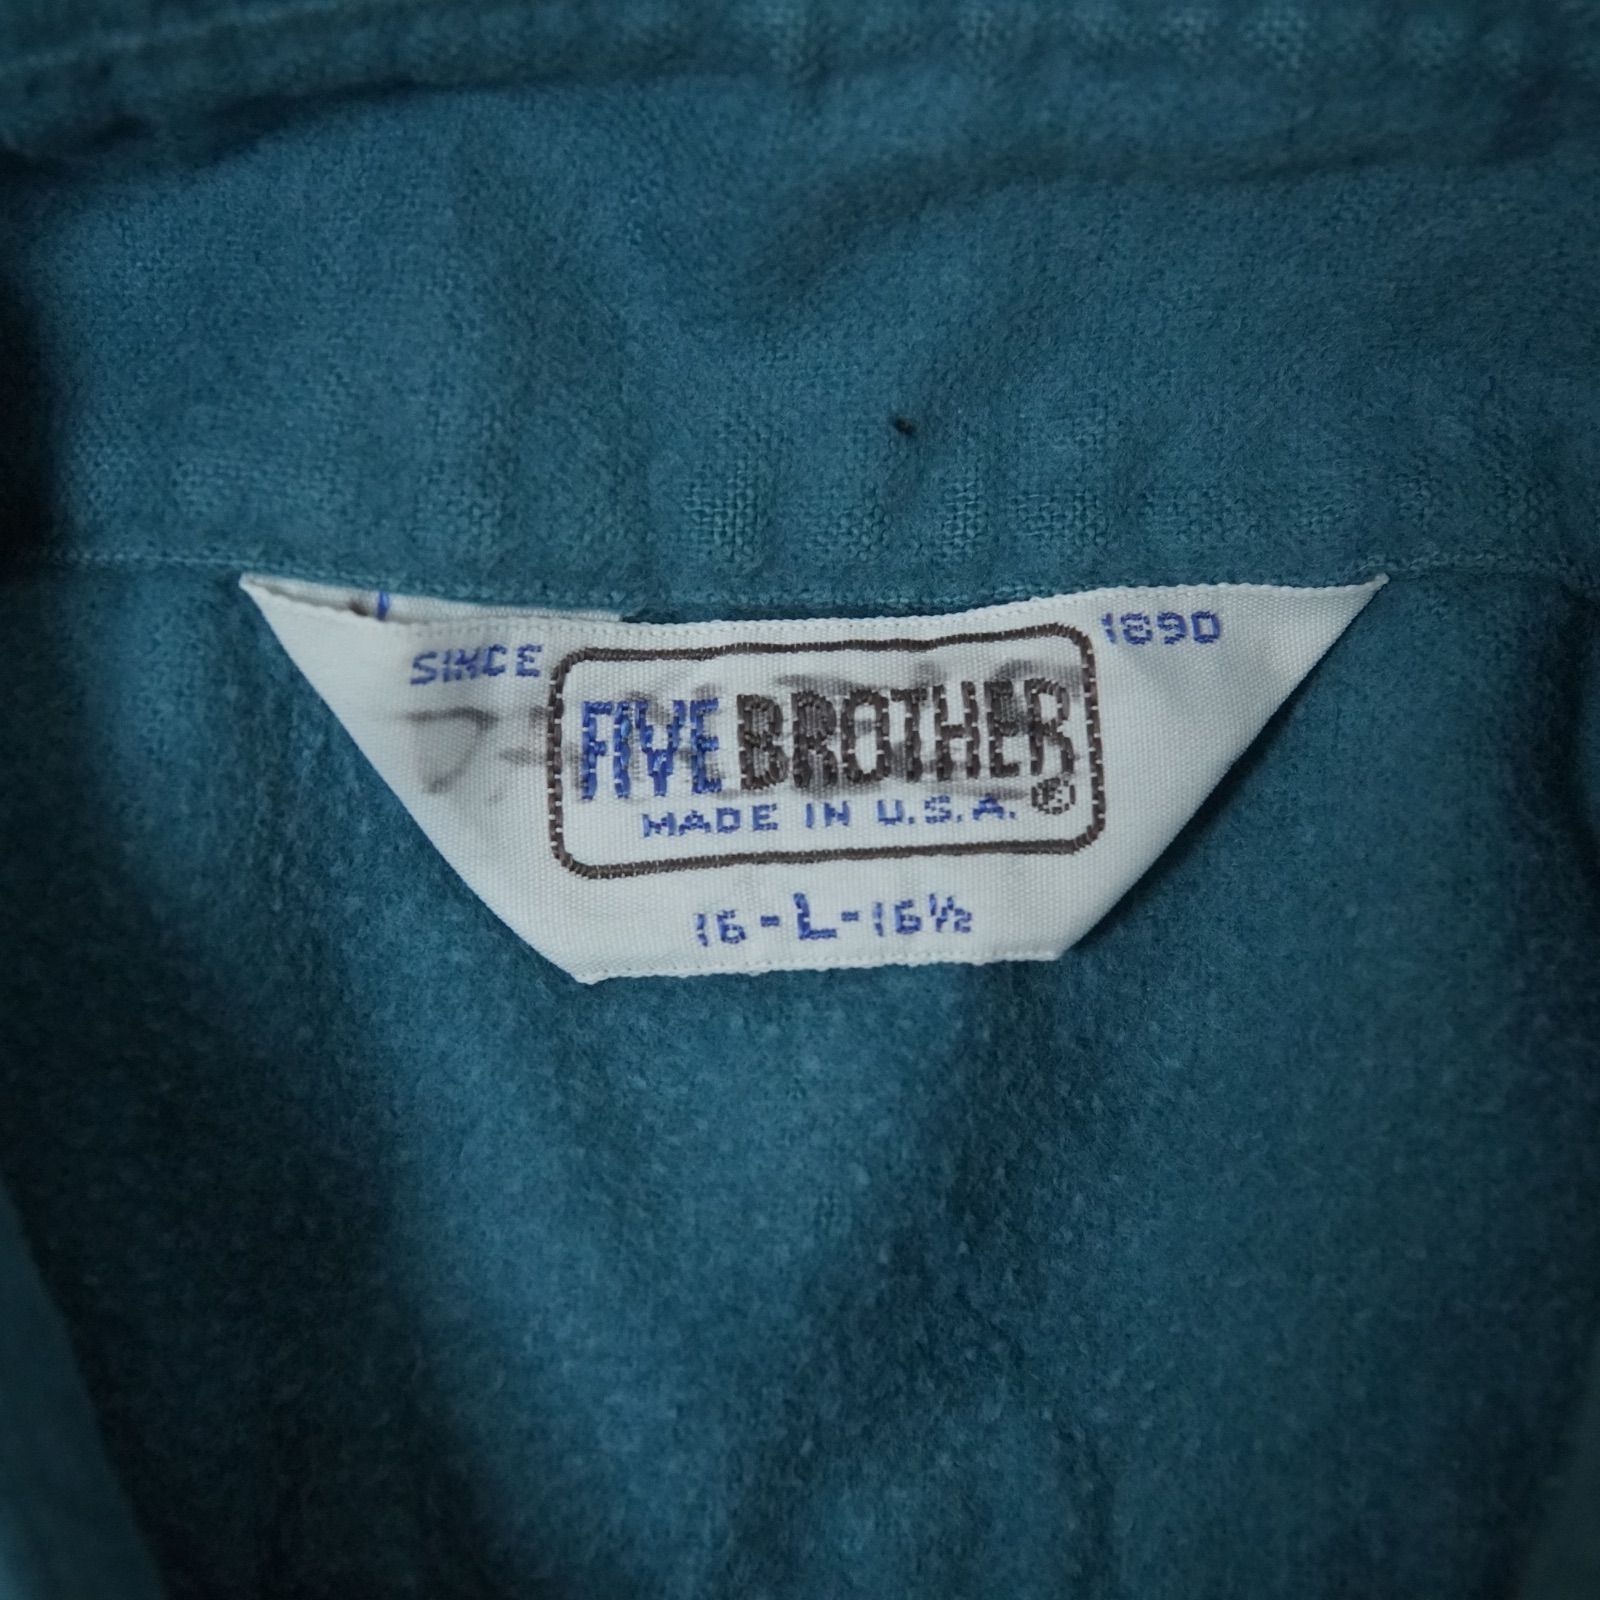 SINCE 1890
FIVE BROTHER
MADE IN U.S.A. ®
16-L-16½